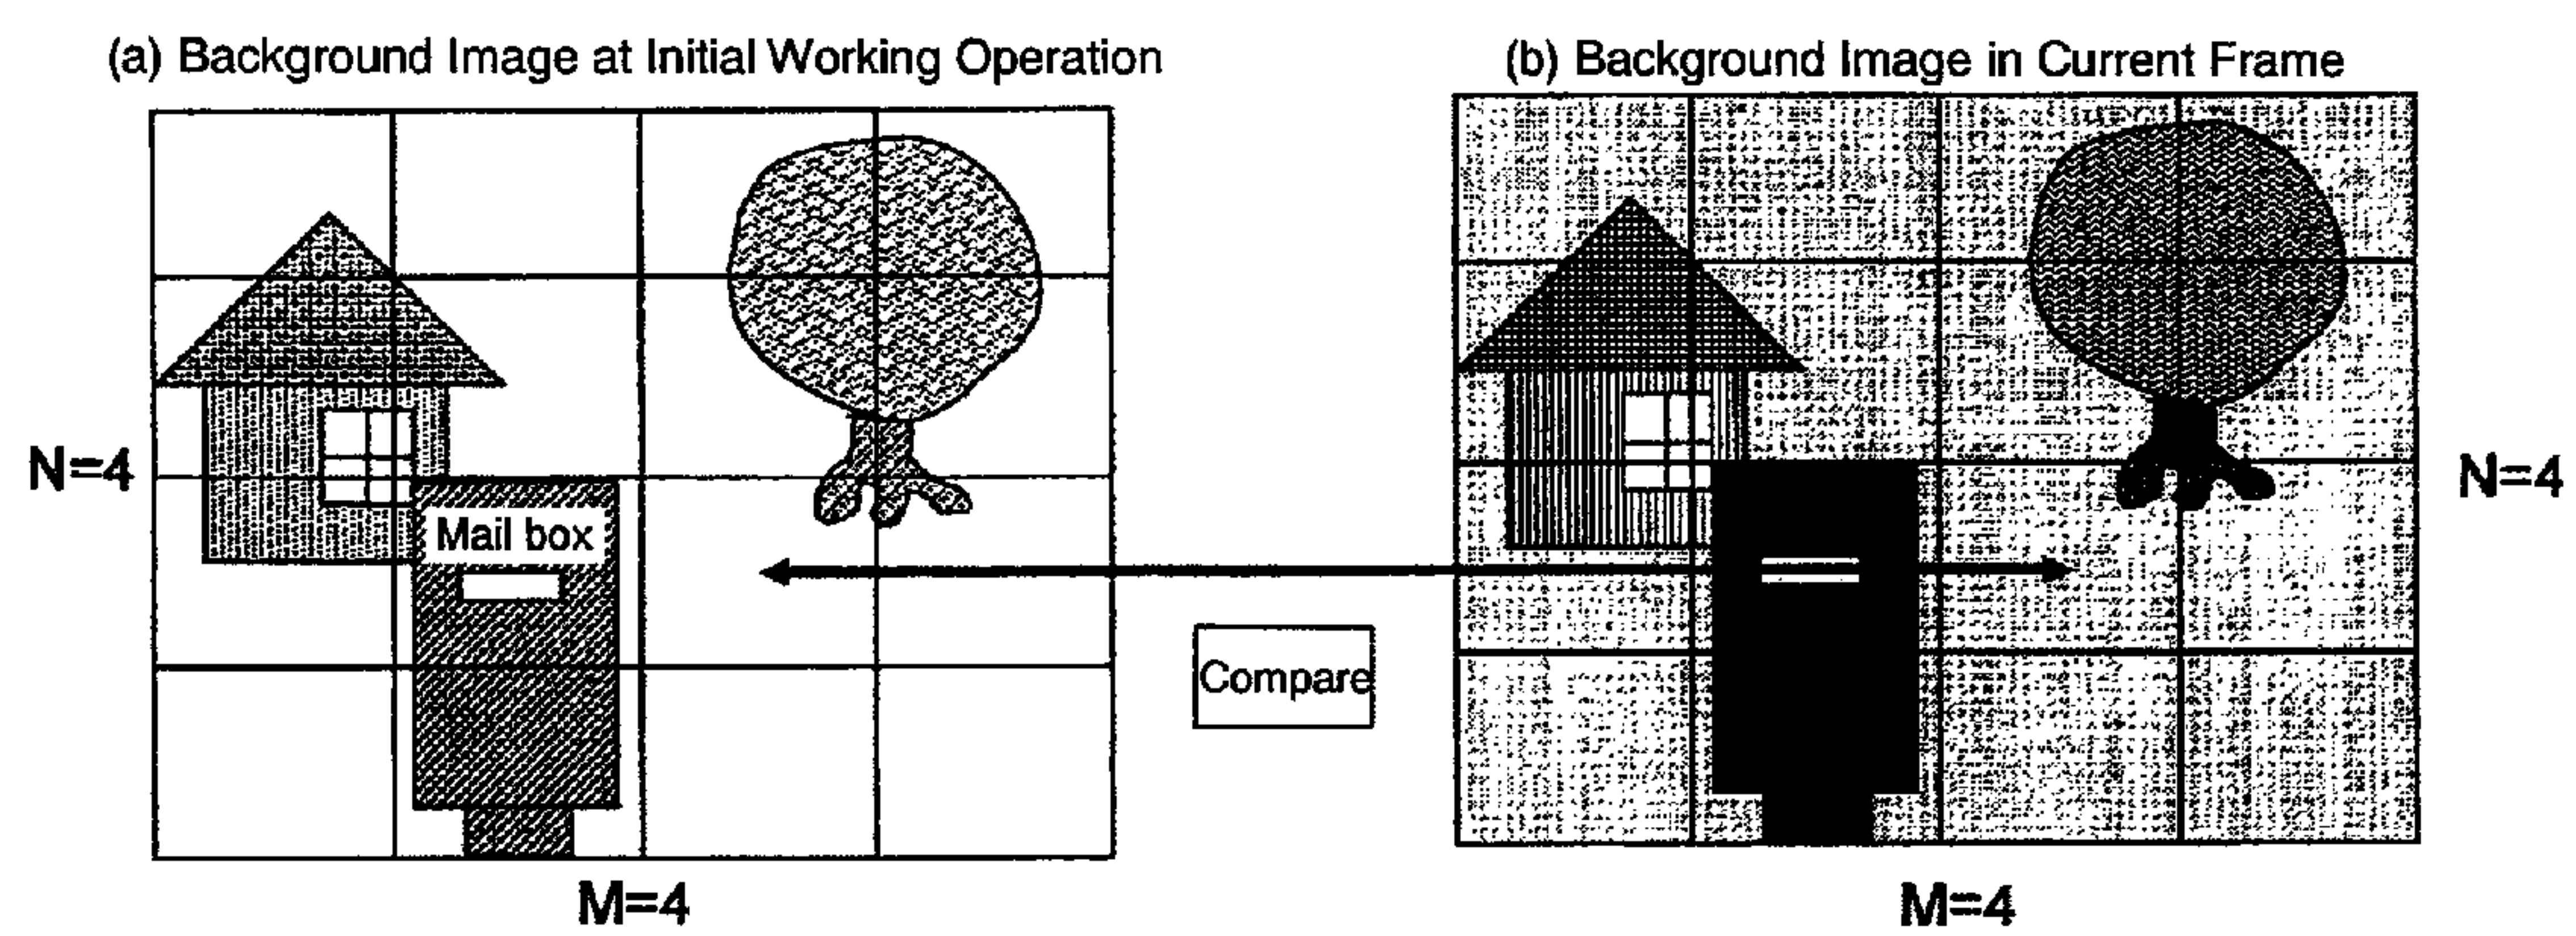 (a) Background Image at Initial Working Operation
(b) Background Image in Current Frame
N=4
Mail box
N=4
Compare
M=4
M=4